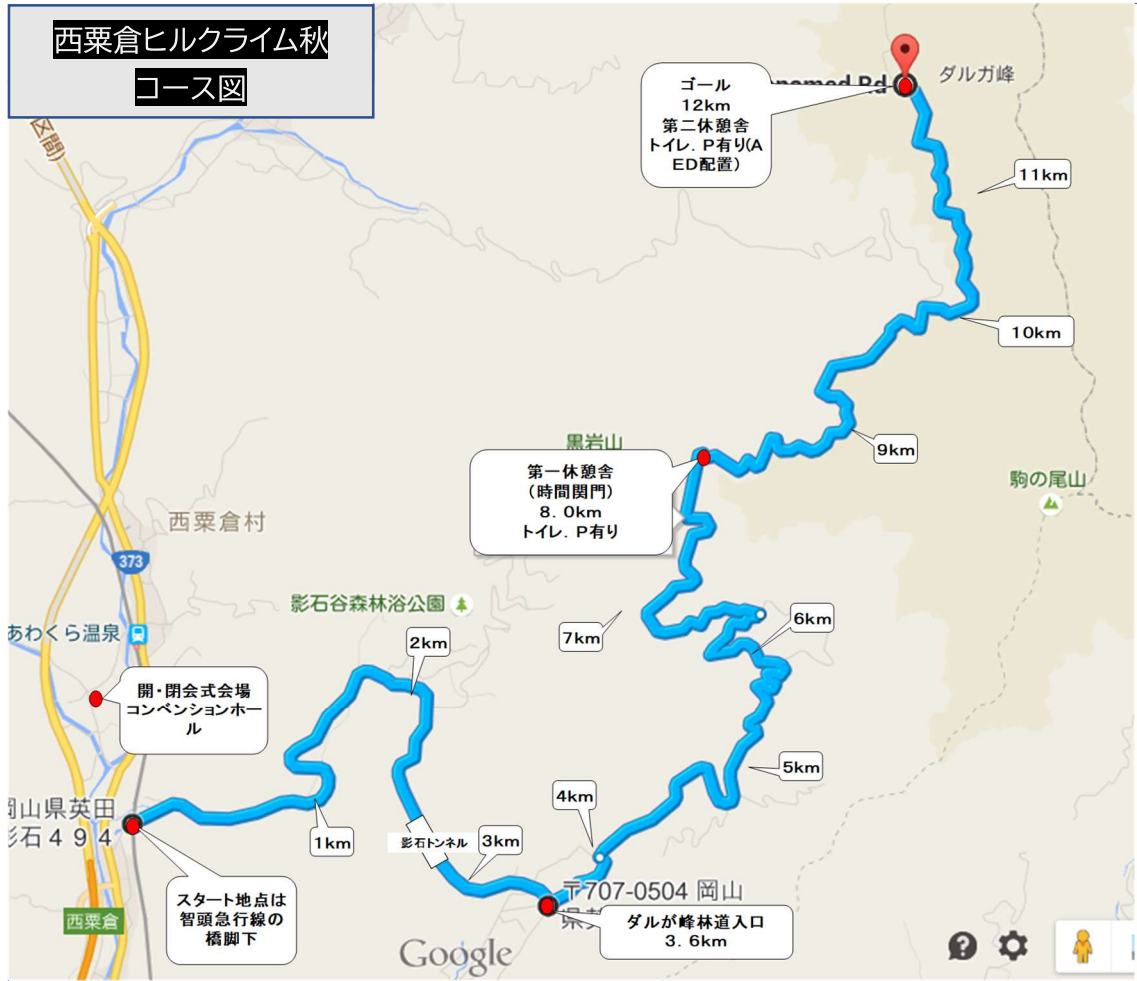 西粟倉ヒルクライム秋
コース図
区間)
ゴール
12km
第二休憩舎
トイレ. P有り(A
ED配置)
Rd
ダルガ峰
11km
10km
9km
黒岩山
第一休憩舎
(時間関門)
8. 0km
トイレ. P有り
駒の尾山
西粟倉村
373
影石谷森林浴公園
あわくら温泉
2km
7km
6km
開・閉会式会場
コンベンションホー
ル
5km
4km
岡山県英田
影石494
1km
影石トンネル
3km
スタート地点は
智頭急行線の
橋脚下
西粟倉
〒707-0504 岡山
ダルが峰林道入口
3. 6km
Google